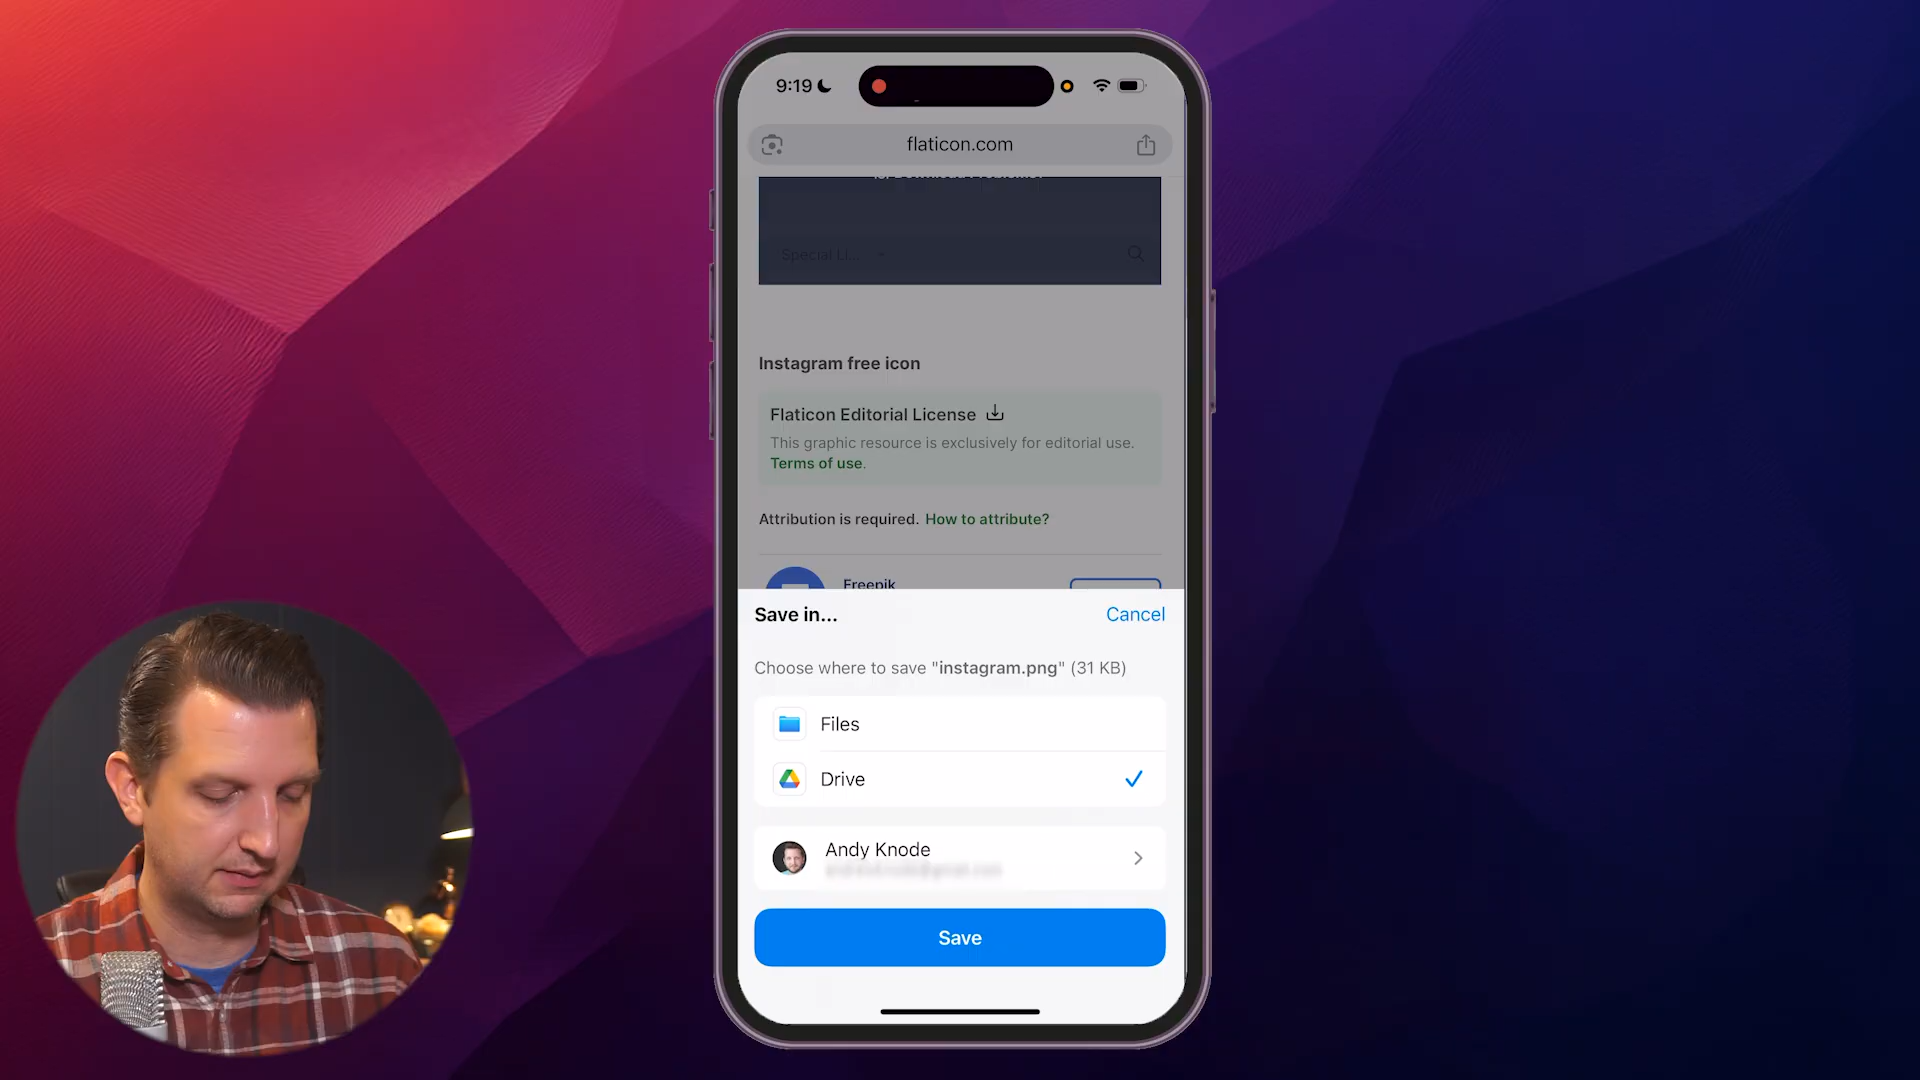 9:19
flaticon.com
Special Li...
Instagram free icon
Flaticon Editorial License
This graphic resource is exclusively for editorial use.
Terms of use.
Attribution is required. How to attribute?
Freepik
Save in...
Cancel
Choose where to save "instagram.png" (31 KB)
Files
Drive
Andy Knode
Save